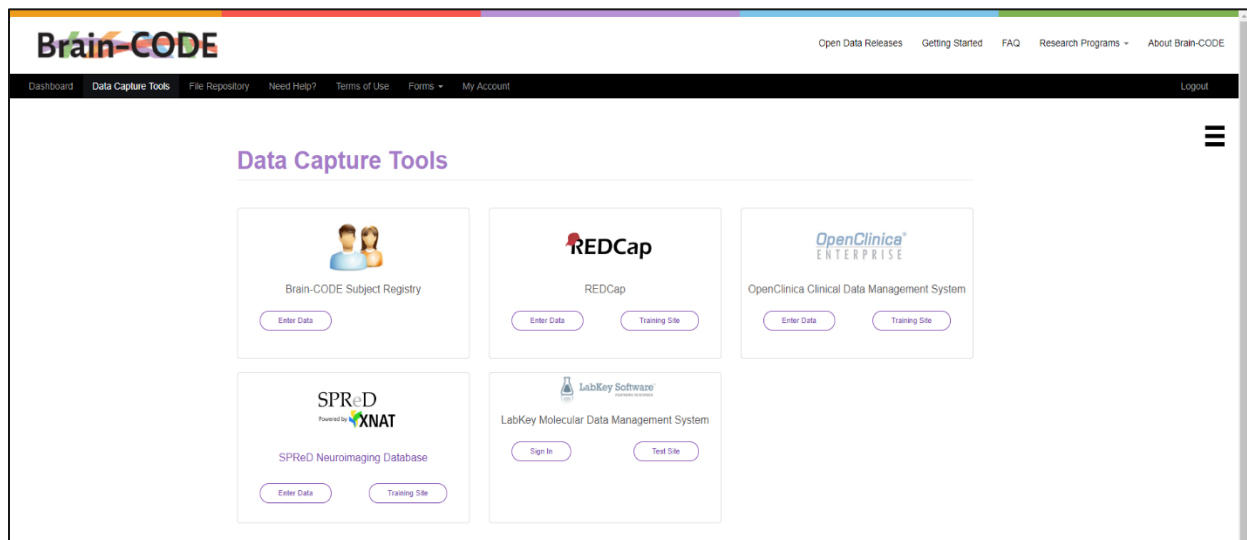 Brain-CODE
Open Data Releases Getting Started FAQ Research Programs About Brain-CODE
Dashboard Data Capture Tools File Repository Need Help? Terms of Use Forms My Account Logout
Data Capture Tools
Brain-CODE Subject Registry
Enter Data
REDCap
REDCap
Enter Data Training Site
OpenClinica®
ENTERPRISE
OpenClinica Clinical Data Management System
Enter Data Training Site
SPReD
Powered by XNAT
SPReD Neuroimaging Database
Enter Data Training Site
LabKey Software
LabKey Molecular Data Management System
Sign In Test Site